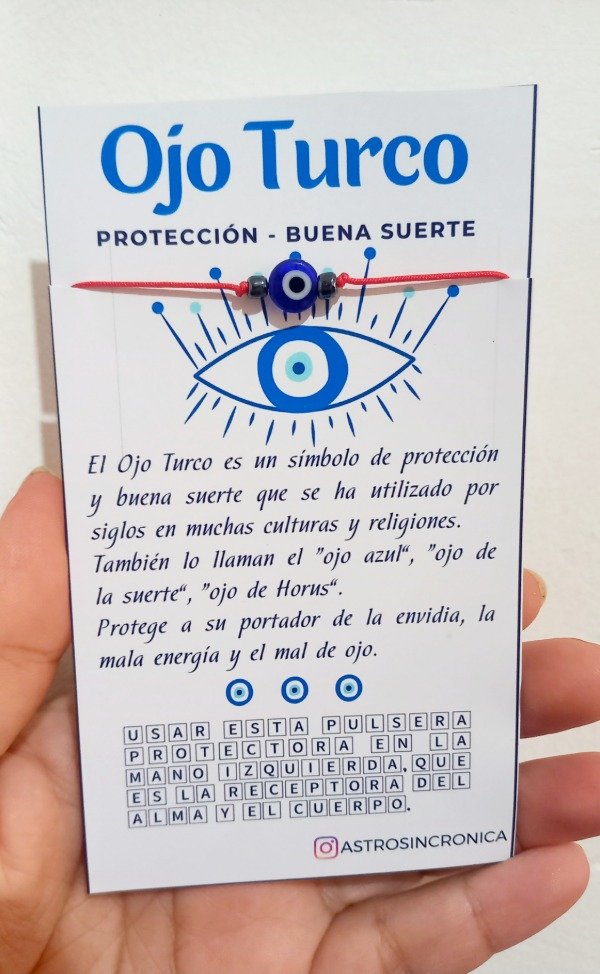 Ojo Turco
PROTECCIÓN - BUENA SUERTE
El Ojo Turco es un símbolo de protección
y buena suerte que se ha utilizado por
siglos en muchas culturas y religiones.
También lo llaman el "ojo azul“, "ojo de
la suerte“, "ojo de Horus“.
Protege a su portador de la envidia, la
mala energía y el mal de ojo.
USAR ESTA PULSERA
PROTECTORA EN LA
MANO IZQUIERDA,QUE
ES LA RECEPTORA DEL
ALMA Y EL CUERPO.
ASTROSINCRONICA